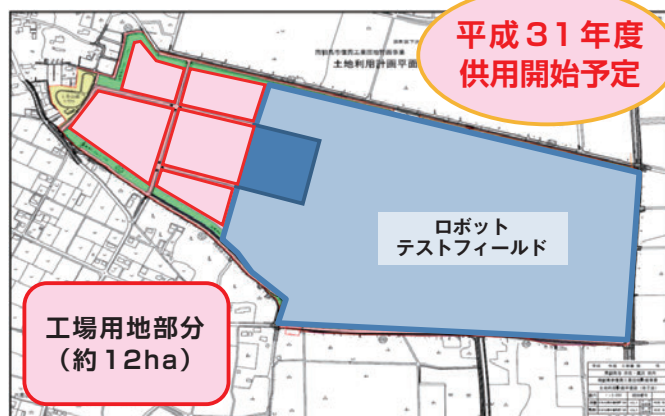 平成31年度
供用開始予定
土地利用計画平面
ロボット
テストフィールド
工場用地部分
（約12ha）